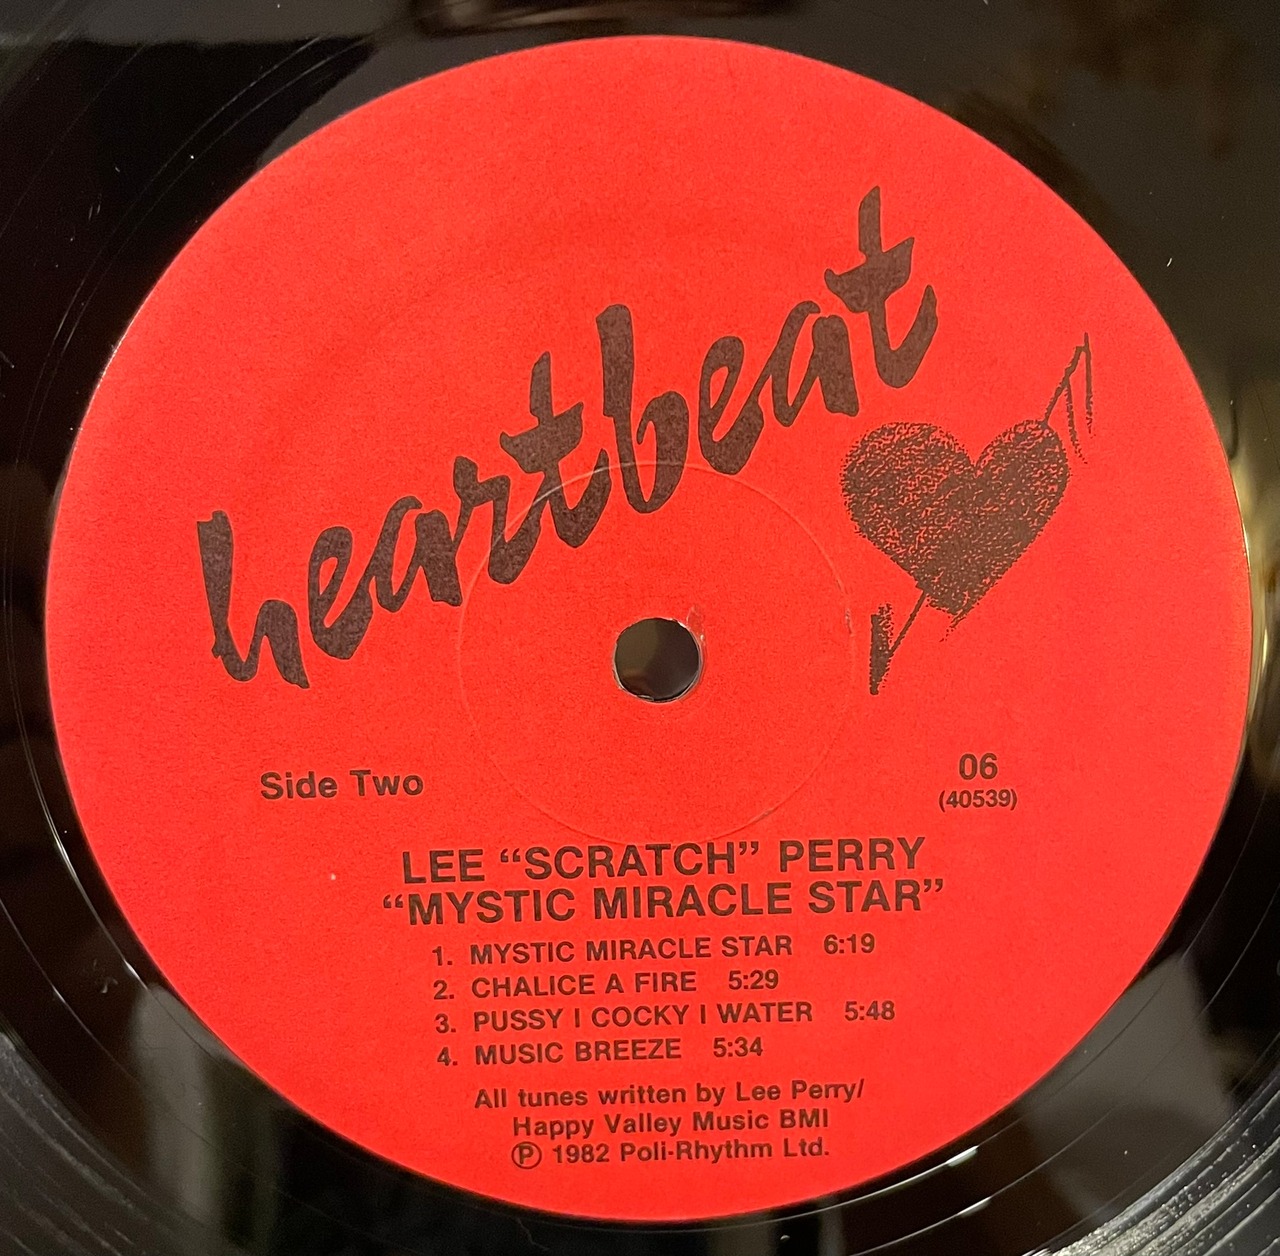 heartbeat
Side Two
06
(40539)
LEE “SCRATCH” PERRY
“MYSTIC MIRACLE STAR”
1. MYSTIC MIRACLE STAR 6:19
2. CHALICE A FIRE 5:29
3. PUSSY I COCKY I WATER 5:48
4. MUSIC BREEZE 5:34
All tunes written by Lee Perry/
Happy Valley Music BMI
℗ 1982 Poli-Rhythm Ltd.